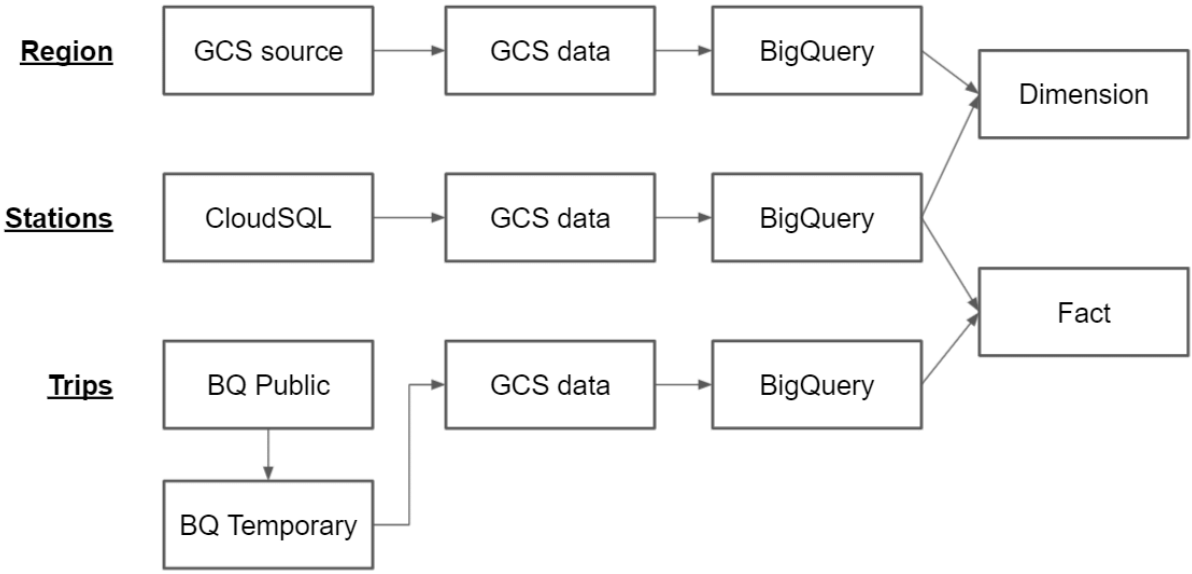 Region
GCS source
GCS data
BigQuery
Dimension
Stations
CloudSQL
GCS data
BigQuery
Fact
Trips
BQ Public
GCS data
BigQuery
BQ Temporary